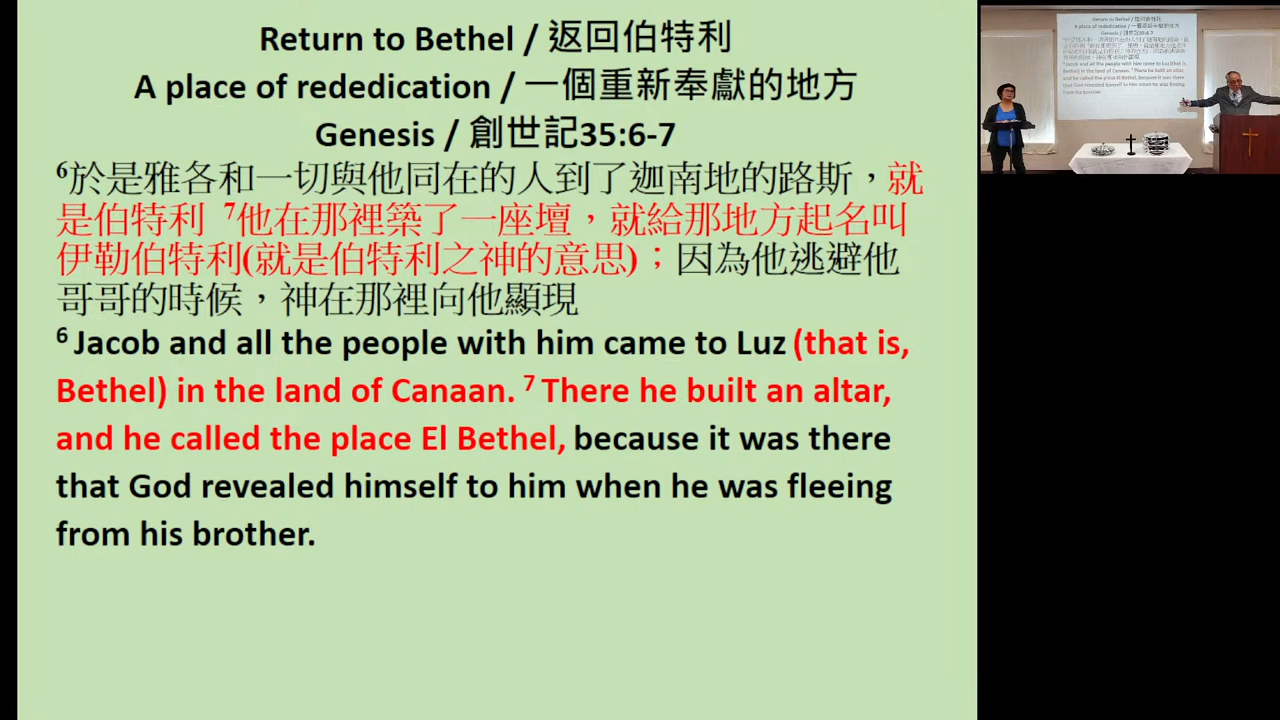 Return to Bethel / 返回伯特利
A place of rededication / 一個重新奉獻的地方
Genesis / 創世記35:6-7
⁶於是雅各和一切與他同在的人到了迦南地的路斯，就
是伯特利 ⁷他在那裡築了一座壇，就給那地方起名叫
伊勒伯特利(就是伯特利之神的意思)；因為他逃避他
哥哥的時候，神在那裡向他顯現
⁶ Jacob and all the people with him came to Luz (that is,
Bethel) in the land of Canaan. ⁷ There he built an altar,
and he called the place El Bethel, because it was there
that God revealed himself to him when he was fleeing
from his brother.